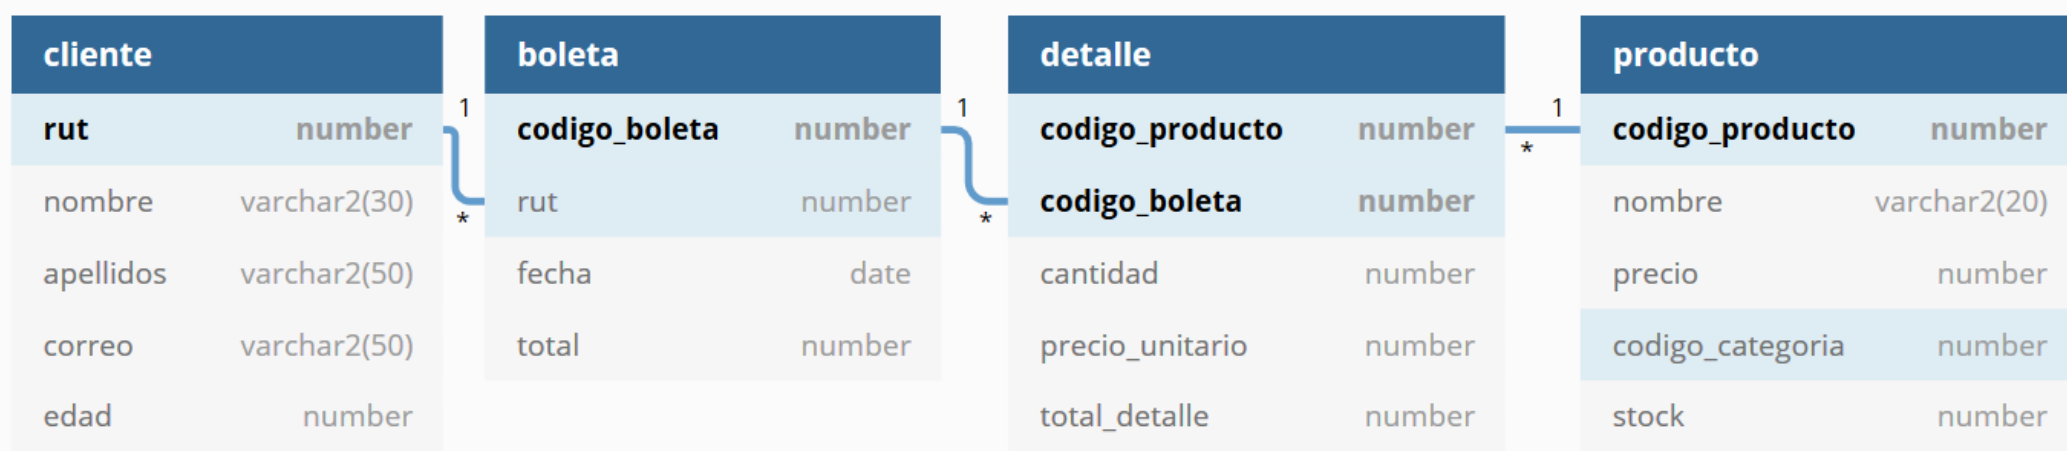 cliente
rut number
nombre varchar2(30)
apellidos varchar2(50)
correo varchar2(50)
edad number
1
*
boleta
codigo_boleta number
rut number
fecha date
total number
1
*
detalle
codigo_producto number
codigo_boleta number
cantidad number
precio_unitario number
total_detalle number
1
*
producto
codigo_producto number
nombre varchar2(20)
precio number
codigo_categoria number
stock number